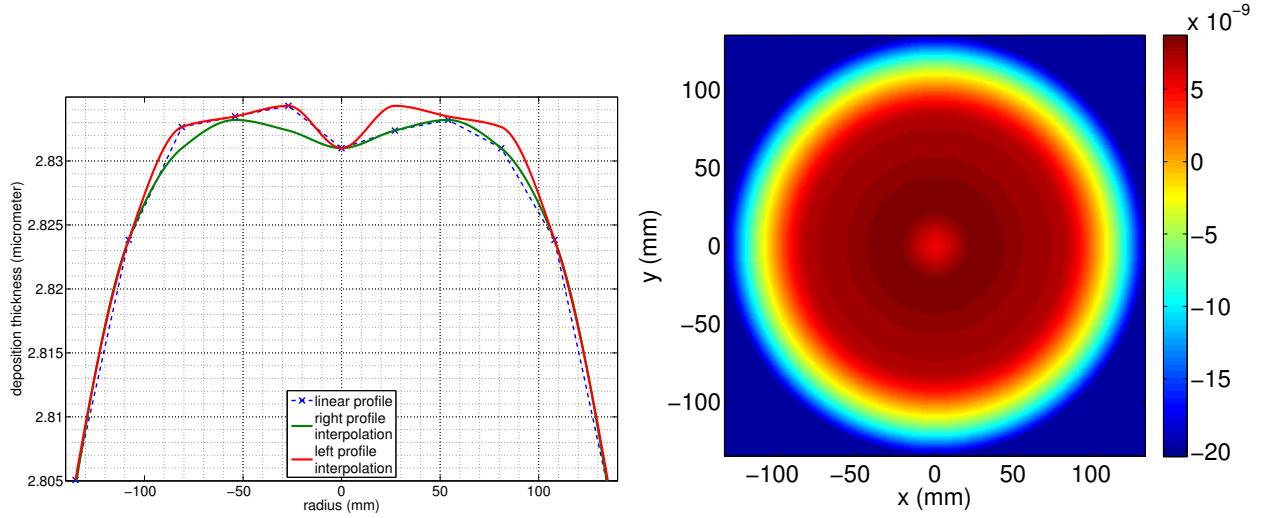 deposition thickness (micrometer)
2.83
2.825
2.82
2.815
2.81
2.805
−100
−50
0
50
100
radius (mm)
linear profile
right profile
interpolation
left profile
interpolation
y (mm)
100
50
0
−50
−100
−100
−50
0
50
100
x (mm)
x 10-9
5
0
−5
−10
−15
−20